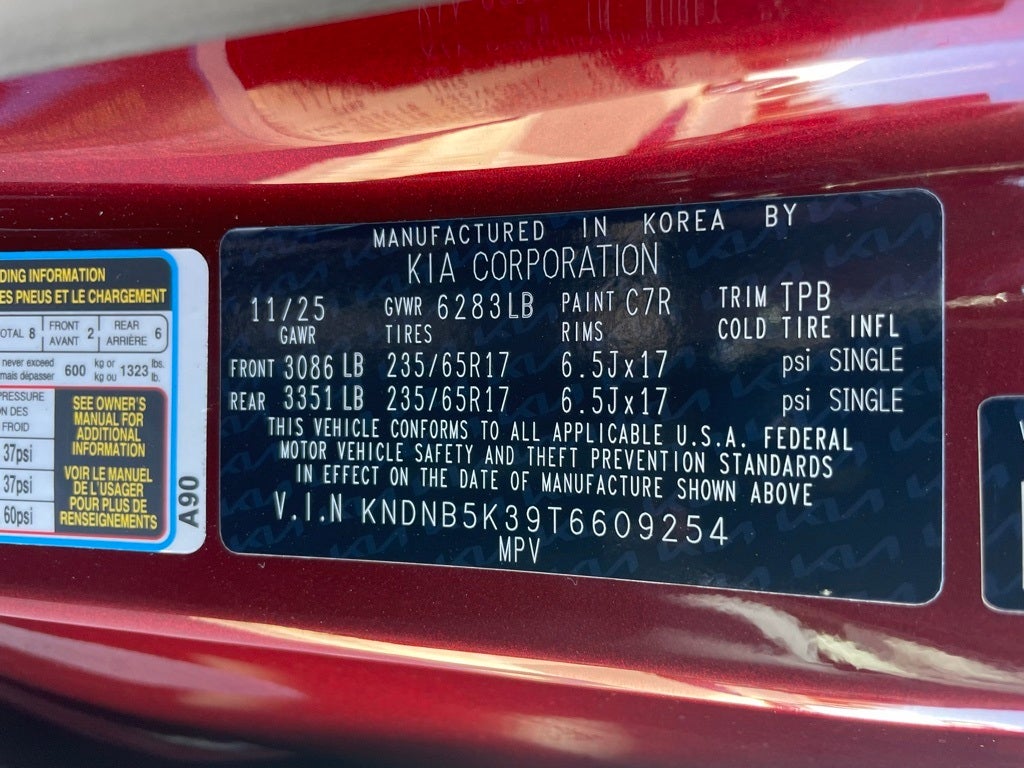 DING INFORMATION
ES PNEUS ET LE CHARGEMENT
OTAL 8 FRONT AVANT 2 REAR ARRIÈRE 6
never exceed
mais dépasser 600 kg or kg ou 1323 lbs. lb.
PRESSURE
ON DES
FROID
37psi
37psi
60psi
SEE OWNER'S
MANUAL FOR
ADDITIONAL
INFORMATION
VOIR LE MANUEL
DE L'USAGER
POUR PLUS DE
RENSEIGNEMENTS
A90
MANUFACTURED IN KOREA BY
KIA CORPORATION
11/25 GVWR 6283LB PAINT C7R TRIM TPB
GAWR TIRES RIMS COLD TIRE INFL
FRONT 3086 LB 235/65R17 6.5Jx17 psi SINGLE
REAR 3351 LB 235/65R17 6.5Jx17 psi SINGLE
THIS VEHICLE CONFORMS TO ALL APPLICABLE U.S.A. FEDERAL
MOTOR VEHICLE SAFETY AND THEFT PREVENTION STANDARDS
IN EFFECT ON THE DATE OF MANUFACTURE SHOWN ABOVE
V.I.N KNDNB5K39T6609254
MPV